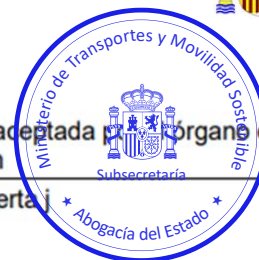 Ministerio de Transportes y Movilidad Sostenible
aceptada p órgano
Subsecretaría
erta j
Abogacía del Estado